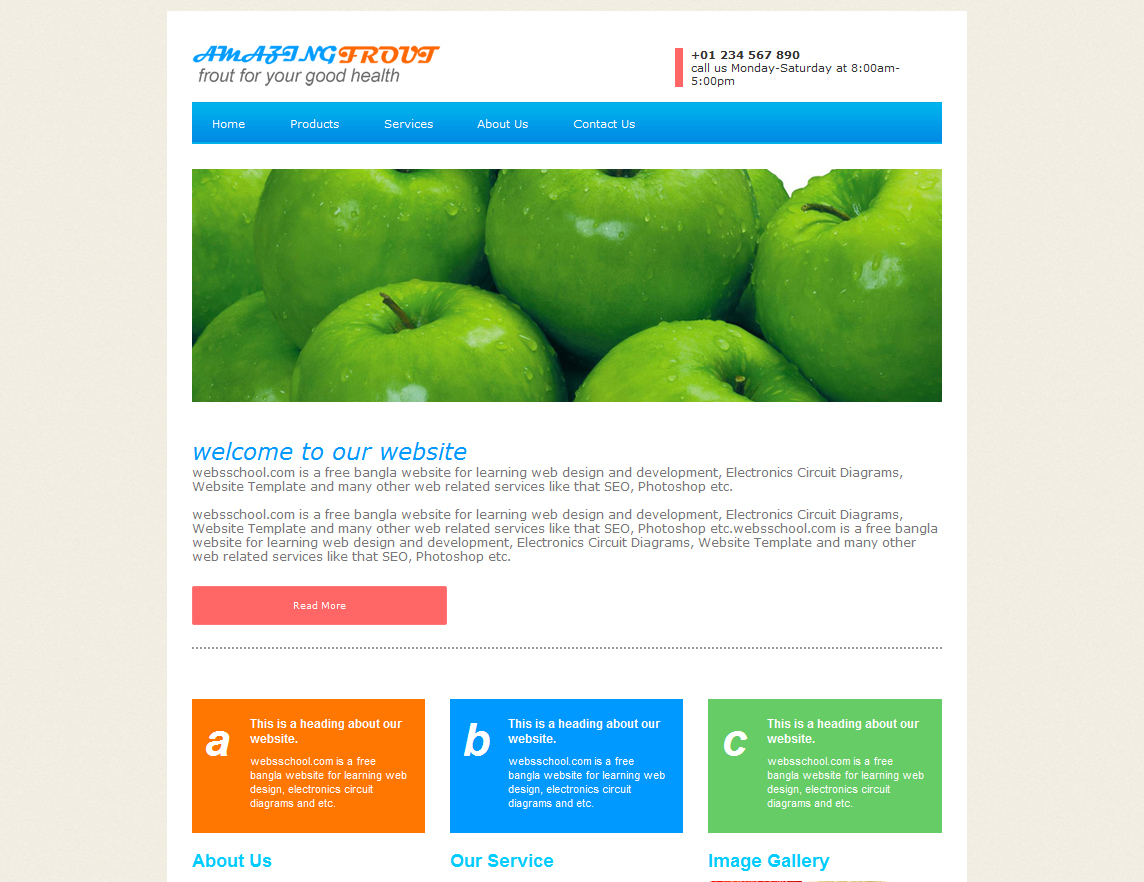 AMAZINGFROUT
frout for your good health
+01 234 567 890
call us Monday-Saturday at 8:00am-
5:00pm
Home Products Services About Us Contact Us
welcome to our website
websschool.com is a free bangla website for learning web design and development, Electronics Circuit Diagrams,
Website Template and many other web related services like that SEO, Photoshop etc.
websschool.com is a free bangla website for learning web design and development, Electronics Circuit Diagrams,
Website Template and many other web related services like that SEO, Photoshop etc.websschool.com is a free bangla
website for learning web design and development, Electronics Circuit Diagrams, Website Template and many other
web related services like that SEO, Photoshop etc.
Read More
a
This is a heading about our
website.
websschool.com is a free
bangla website for learning web
design, electronics circuit
diagrams and etc.
b
This is a heading about our
website.
websschool.com is a free
bangla website for learning web
design, electronics circuit
diagrams and etc.
c
This is a heading about our
website.
websschool.com is a free
bangla website for learning web
design, electronics circuit
diagrams and etc.
About Us
Our Service
Image Gallery